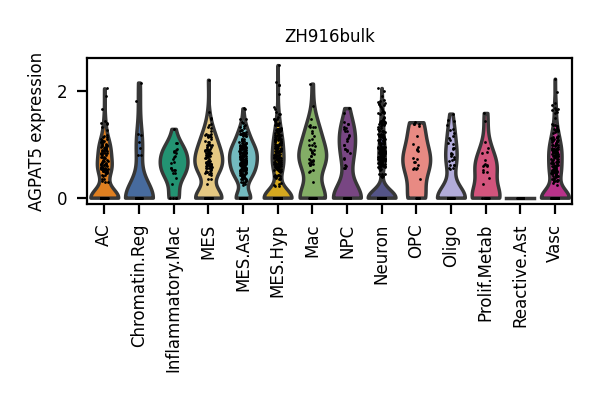 ZH916bulk
AGPAT5 expression
2
0
AC
Chromatin.Reg
Inflammatory.Mac
MES
MES.Ast
MES.Hyp
Mac
NPC
Neuron
OPC
Oligo
Prolif.Metab
Reactive.Ast
Vasc